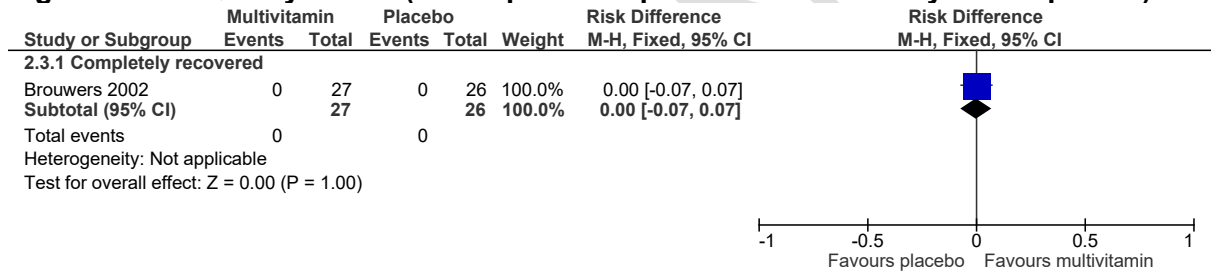 Multivitamin Placebo Risk Difference Risk Difference
Study or Subgroup Events Total Events Total Weight M-H, Fixed, 95% CI M-H, Fixed, 95% CI
2.3.1 Completely recovered
Brouwers 2002 0 27 0 26 100.0% 0.00 [-0.07, 0.07]
Subtotal (95% CI) 27 26 100.0% 0.00 [-0.07, 0.07]
Total events 0 0
Heterogeneity: Not applicable
Test for overall effect: Z = 0.00 (P = 1.00)
-1 -0.5 0 0.5 1
Favours placebo Favours multivitamin